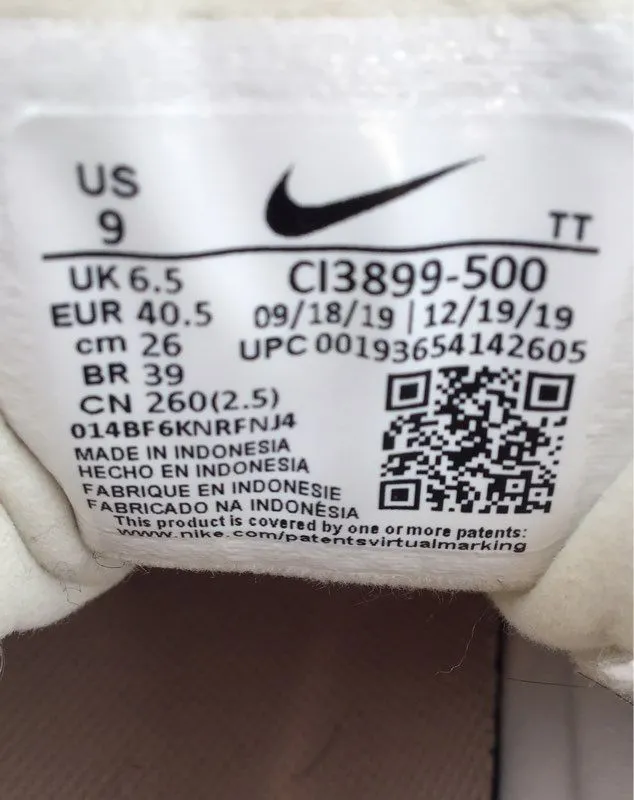 US
9
TT
UK 6.5
CI3899-500
EUR 40.5
09/18/19 | 12/19/19
cm 26
UPC 00193654142605
BR 39
CN 260(2.5)
014BF6KNRFNJ4
MADE IN INDONESIA
HECHO EN INDONESIA
FABRIQUE EN INDONESIE
FABRICADO NA INDONÉSIA
This product is covered by one or more patents:
www.nike.com/patentsvirtualmarking